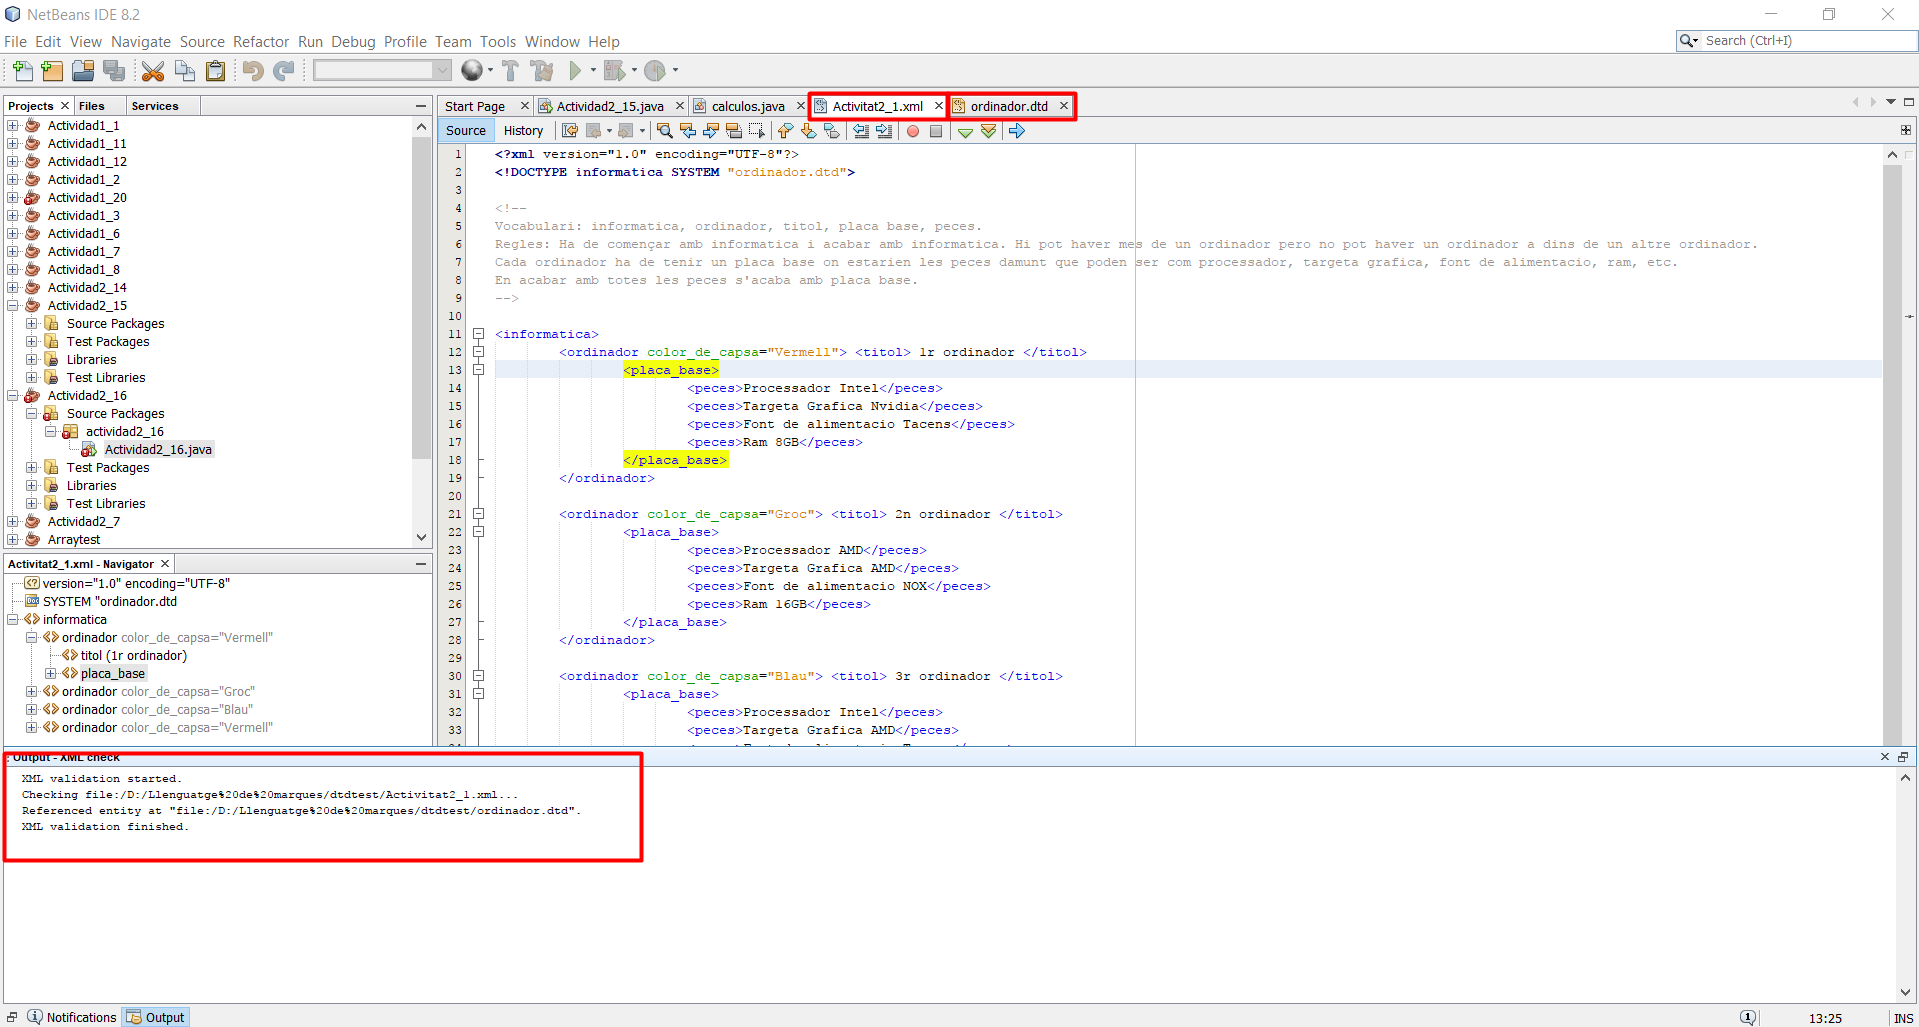 NetBeans IDE 8.2
File Edit View Navigate Source Refactor Run Debug Profile Team Tools Window Help
Search (Ctrl+I)
Projects Files Services
Actividad1_1
Actividad1_11
Actividad1_12
Actividad1_2
Actividad1_20
Actividad1_3
Actividad1_6
Actividad1_7
Actividad1_8
Actividad2_14
Actividad2_15
Source Packages
Test Packages
Libraries
Test Libraries
Actividad2_16
Source Packages
actividad2_16
Actividad2_16.java
Test Packages
Libraries
Test Libraries
Actividad2_7
Arraytest
Activitat2_1.xml - Navigator
version="1.0" encoding="UTF-8"
SYSTEM "ordinador.dtd
informatica
ordinador color_de_capsa="Vermell"
titol (1r ordinador)
placa_base
ordinador color_de_capsa="Groc"
ordinador color_de_capsa="Blau"
ordinador color_de_capsa="Vermell"
Start Page Actividad2_15.java calculos.java Activitat2_1.xml ordinador.dtd
Source History
1 <?xml version="1.0" encoding="UTF-8"?>
2 <!DOCTYPE informatica SYSTEM "ordinador.dtd">
3
4 <!--
5 Vocabulari: informatica, ordinador, titol, placa base, peces.
6 Regles: Ha de començar amb informatica i acabar amb informatica. Hi pot haver mes de un ordinador pero no pot haver un ordinador a dins de un altre ordinador.
7 Cada ordinador ha de tenir un placa base on estarien les peces damunt que poden ser com processador, targeta grafica, font de alimentacio, ram, etc.
8 En acabar amb totes les peces s'acaba amb placa base.
9 -->
10
11 <informatica>
12 <ordinador color_de_capsa="Vermell"> <titol> 1r ordinador </titol>
13 <placa_base>
14 <peces>Processador Intel</peces>
15 <peces>Targeta Grafica Nvidia</peces>
16 <peces>Font de alimentacio Tacens</peces>
17 <peces>Ram 8GB</peces>
18 </placa_base>
19 </ordinador>
20
21 <ordinador color_de_capsa="Groc"> <titol> 2n ordinador </titol>
22 <placa_base>
23 <peces>Processador AMD</peces>
24 <peces>Targeta Grafica AMD</peces>
25 <peces>Font de alimentacio NOX</peces>
26 <peces>Ram 16GB</peces>
27 </placa_base>
28 </ordinador>
29
30 <ordinador color_de_capsa="Blau"> <titol> 3r ordinador </titol>
31 <placa_base>
32 <peces>Processador Intel</peces>
33 <peces>Targeta Grafica AMD</peces>
Output - XML check
XML validation started.
Checking file:/D:/Llenguatge%20de%20marques/dtdtest/Activitat2_1.xml...
Referenced entity at "file:/D:/Llenguatge%20de%20marques/dtdtest/ordinador.dtd".
XML validation finished.
Notifications Output
13:25 INS